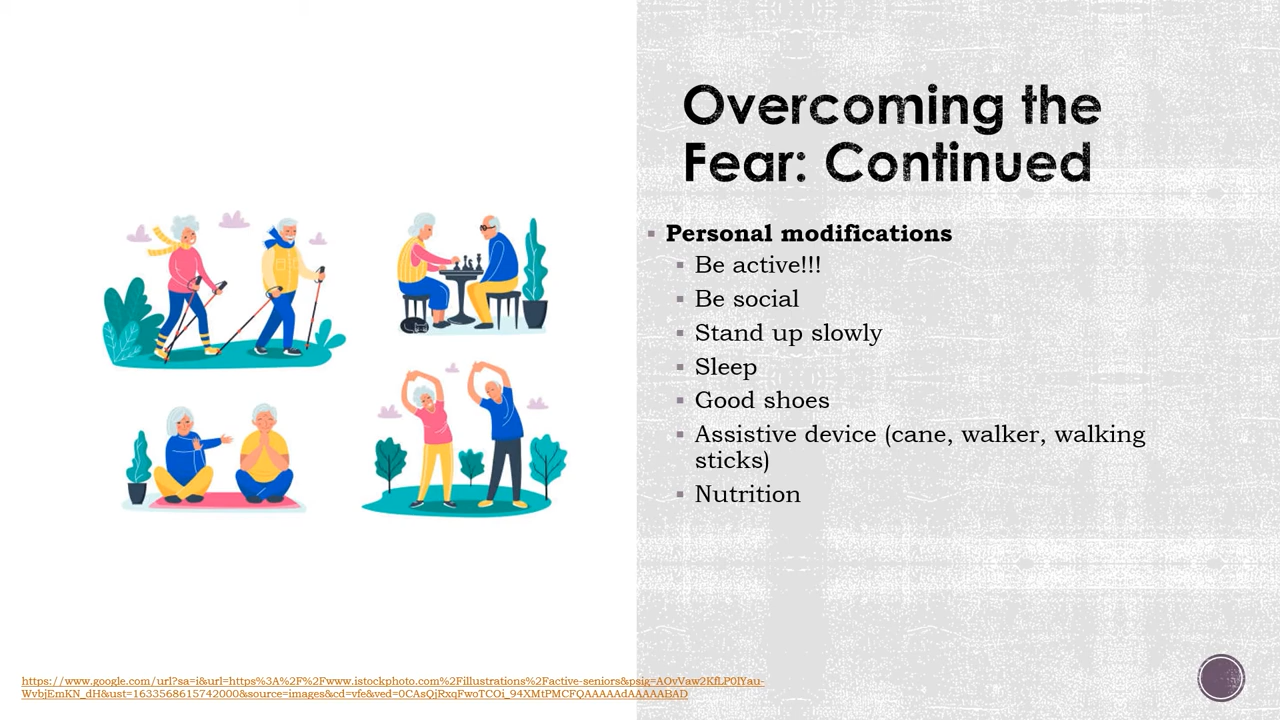 Overcoming the
Fear: Continued
Personal modifications
Be active!!!
Be social
Stand up slowly
Sleep
Good shoes
Assistive device (cane, walker, walking
sticks)
Nutrition
https://www.google.com/url?sa=i&url=https%3A%2F%2Fwww.istockphoto.com%2Fillustrations%2Factive-seniors&psig=AOvVaw2KfLP0lYau-
WvbjEmKN_dH&ust=1633568615742000&source=images&cd=vfe&ved=0CAsQjRxqFwoTCOi_94XMtPMCFQAAAAAdAAAAABAD